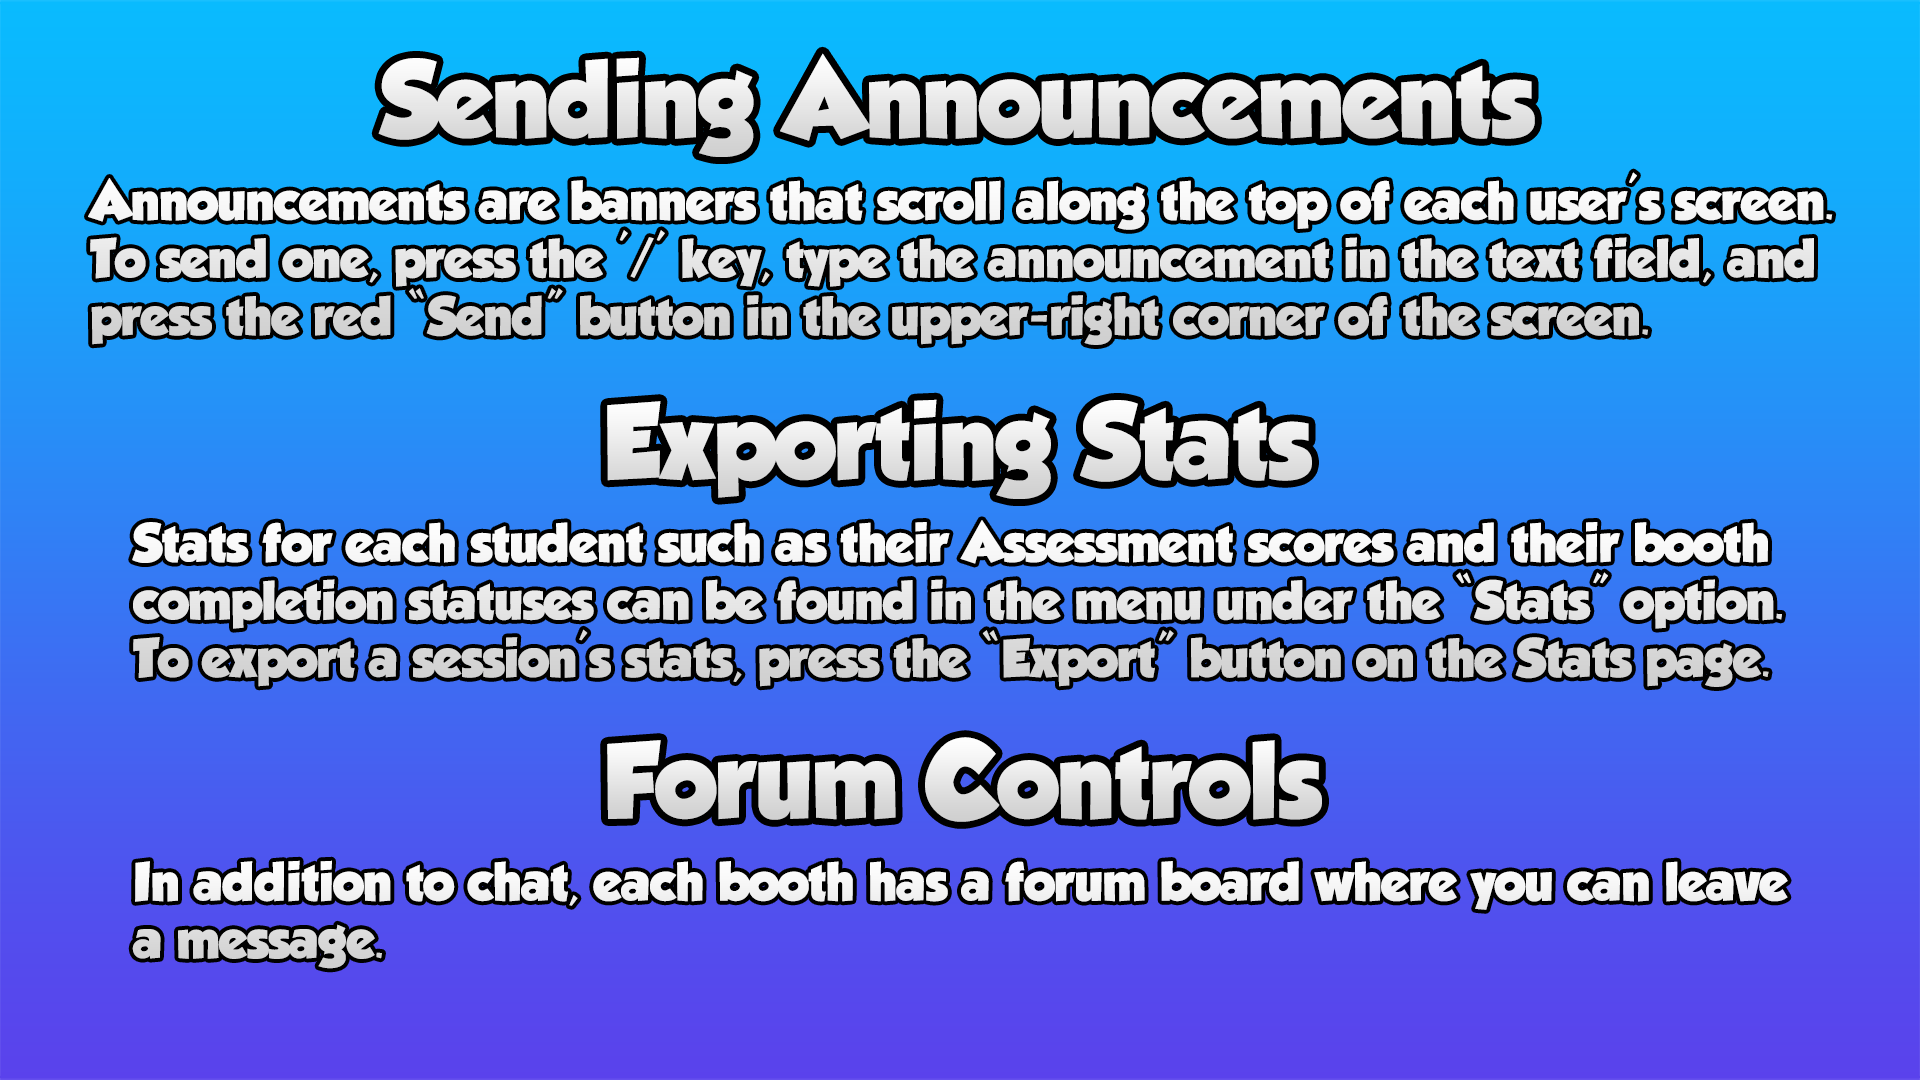 Sending Announcements
Announcements are banners that scroll along the top of each user's screen.
To send one, press the '/' key, type the announcement in the text field, and
press the red "Send" button in the upper-right corner of the screen.
Exporting Stats
Stats for each student such as their Assessment scores and their booth
completion statuses can be found in the menu under the "Stats" option.
To export a session's stats, press the "Export" button on the Stats page.
Forum Controls
In addition to chat, each booth has a forum board where you can leave
a message.